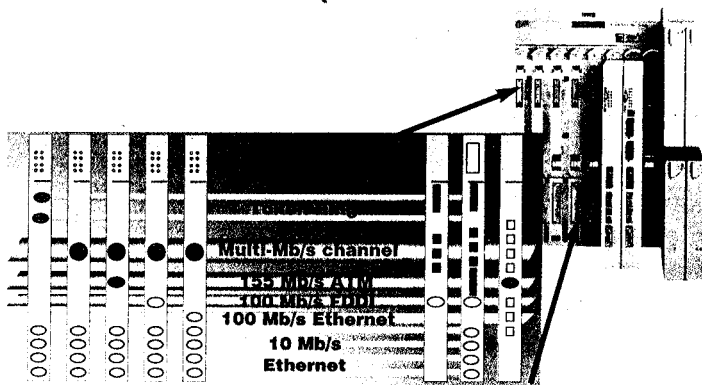 Multi-Mb/s channel
155 Mb/s ATM
100 Mb/s FDDI
100 Mb/s Ethernet
10 Mb/s
Ethernet